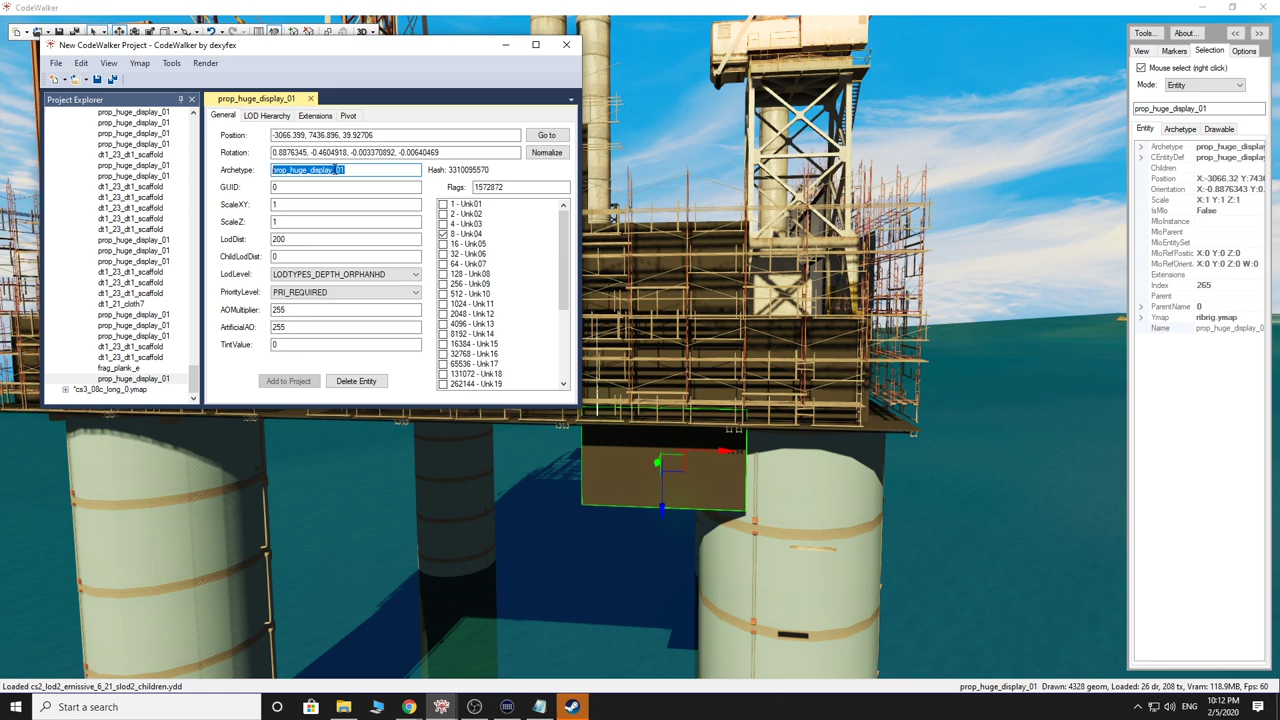 CodeWalker
3D
New CodeWalker Project - CodeWalker by dexyfex
File Edit View Ymap Tools Render
Project Explorer
prop_huge_display_01
prop_huge_display_01
prop_huge_display_01
prop_huge_display_01
dt1_23_dt1_scaffold
prop_huge_display_01
prop_huge_display_01
dt1_23_dt1_scaffold
dt1_23_dt1_scaffold
dt1_23_dt1_scaffold
dt1_23_dt1_scaffold
dt1_23_dt1_scaffold
prop_huge_display_01
prop_huge_display_01
prop_huge_display_01
dt1_23_dt1_scaffold
dt1_23_dt1_scaffold
dt1_23_dt1_scaffold
dt1_21_cloth7
prop_huge_display_01
prop_huge_display_01
prop_huge_display_01
dt1_23_dt1_scaffold
dt1_23_dt1_scaffold
frag_plank_e
prop_huge_display_01
*cs3_08c_long_0.ymap
prop_huge_display_01
General LOD Hierarchy Extensions Pivot
Position: -3066.399, 7436.896, 39.92706 Go to
Rotation: 0.8876345, -0.4604918, -0.003370892, -0.00640469 Normalize
Archetype: prop_huge_display_01 Hash: 3310095570
GUID: 0 Flags: 1572872
ScaleXY: 1
ScaleZ: 1
LodDist: 200
ChildLodDist: 0
LodLevel: LODTYPES_DEPTH_ORPHANHD
PriorityLevel: PRI_REQUIRED
AOMultiplier: 255
ArtificialAO: 255
TintValue: 0
1 - Unk01
2 - Unk02
4 - Unk03
8 - Unk04
16 - Unk05
32 - Unk06
64 - Unk07
128 - Unk08
256 - Unk09
512 - Unk10
1024 - Unk11
2048 - Unk12
4096 - Unk13
8192 - Unk14
16384 - Unk15
32768 - Unk16
65536 - Unk17
131072 - Unk18
262144 - Unk19
Add to Project Delete Entity
Tools... About... << >>
View Markers Selection Options
Mouse select (right click)
Mode: Entity
prop_huge_display_01
Entity Archetype Drawable
Archetype prop_huge_display
CEntityDef prop_huge_display
Children
Position X:-3066.32 Y:743
Orientation X:-0.8876343 Y:
Scale X:1 Y:1 Z:1
IsMlo False
MloInstance
MloParent
MloEntitySet
MloRefPositic X:0 Y:0 Z:0
MloRefOrient X:0 Y:0 Z:0 W:0
Extensions
Index 265
Parent
ParentName 0
Ymap ribrig.ymap
Name prop_huge_display_0
Loaded cs2_lod2_emissive_6_21_slod2_children.ydd
prop_huge_display_01 Drawn: 4328 geom, Loaded: 26 dr, 208 tx, Vram: 118.9MB, Fps: 60
Start a search
ENG
10:12 PM
2/5/2020